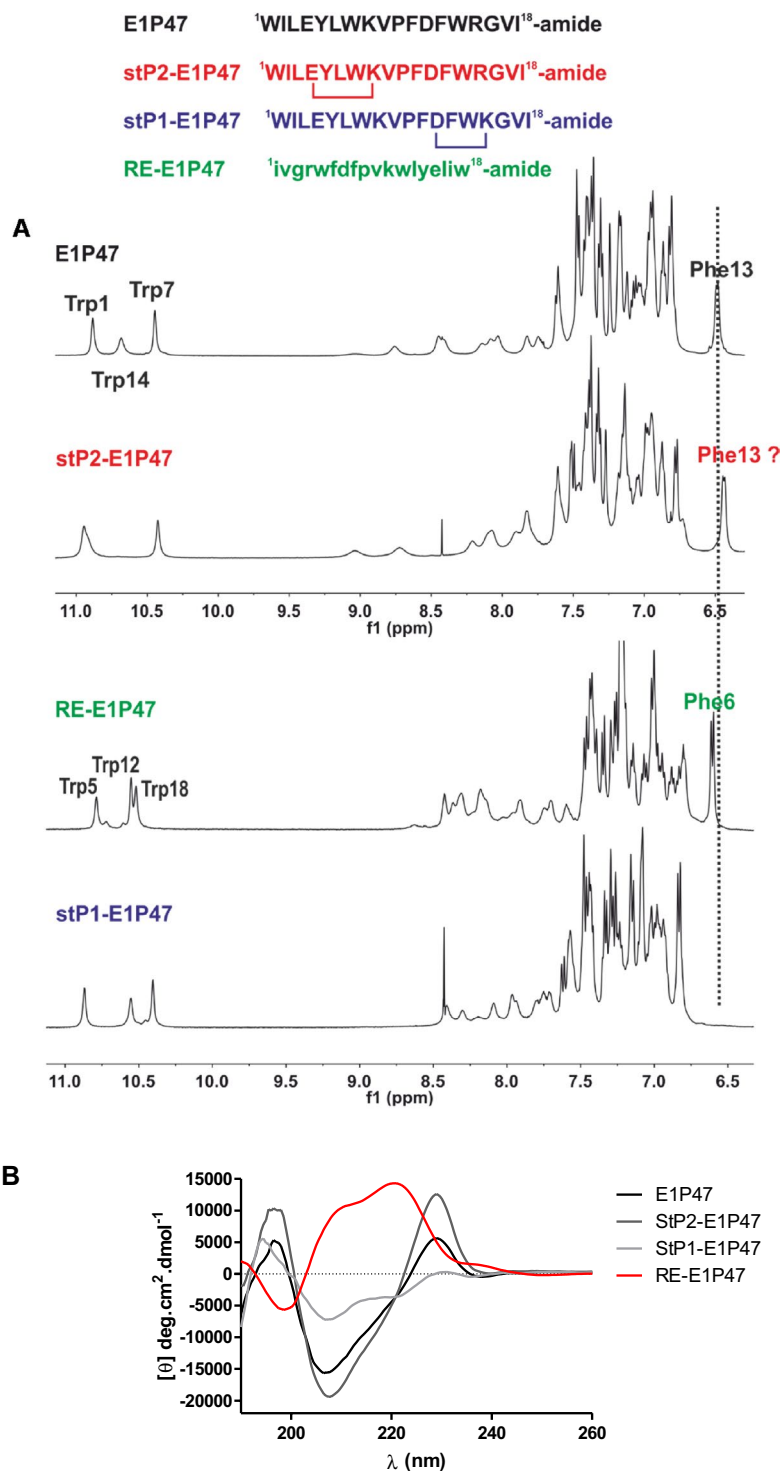 E1P47 ¹WILEYLWKVPFDFWRGVI¹⁸-amide
stP2-E1P47 ¹WILEYLWKVPFDFWRGVI¹⁸-amide
stP1-E1P47 ¹WILEYLWKVPFDFWKGVI¹⁸-amide
RE-E1P47 ¹ivgrwfdfpvkwlyeliw¹⁸-amide
A
E1P47
Trp1 Trp7
Trp14
Phe13
stP2-E1P47
Phe13 ?
11.0 10.5 10.0 9.5 9.0 8.5 8.0 7.5 7.0 6.5
f1 (ppm)
RE-E1P47
Phe6
Trp5 Trp12 Trp18
stP1-E1P47
11.0 10.5 10.0 9.5 9.0 8.5 8.0 7.5 7.0 6.5
f1 (ppm)
B
15000
10000
5000
0
-5000
-10000
-15000
-20000
[θ] deg.cm².dmol⁻¹
200 220 240 260
λ (nm)
E1P47
StP2-E1P47
StP1-E1P47
RE-E1P47